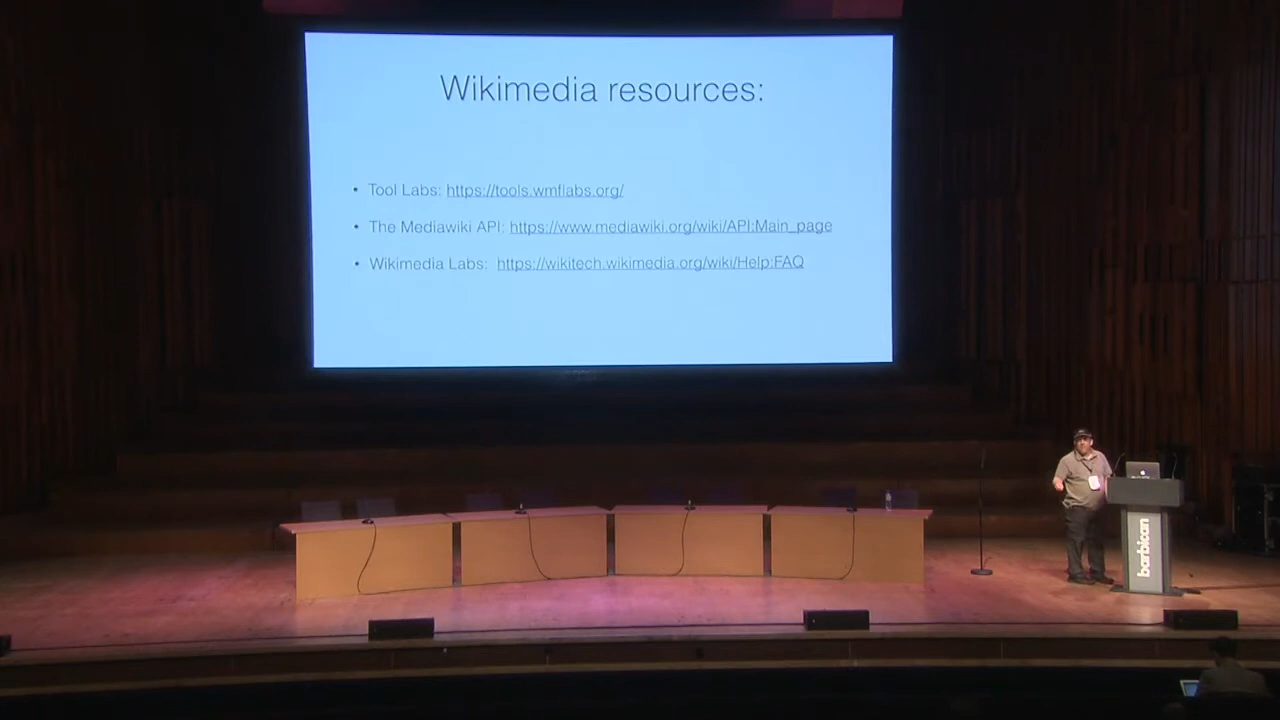 Wikimedia resources:
• Tool Labs: https://tools.wmflabs.org/
• The Mediawiki API: https://www.mediawiki.org/wiki/API:Main_page
• Wikimedia Labs: https://wikitech.wikimedia.org/wiki/Help:FAQ
barbican